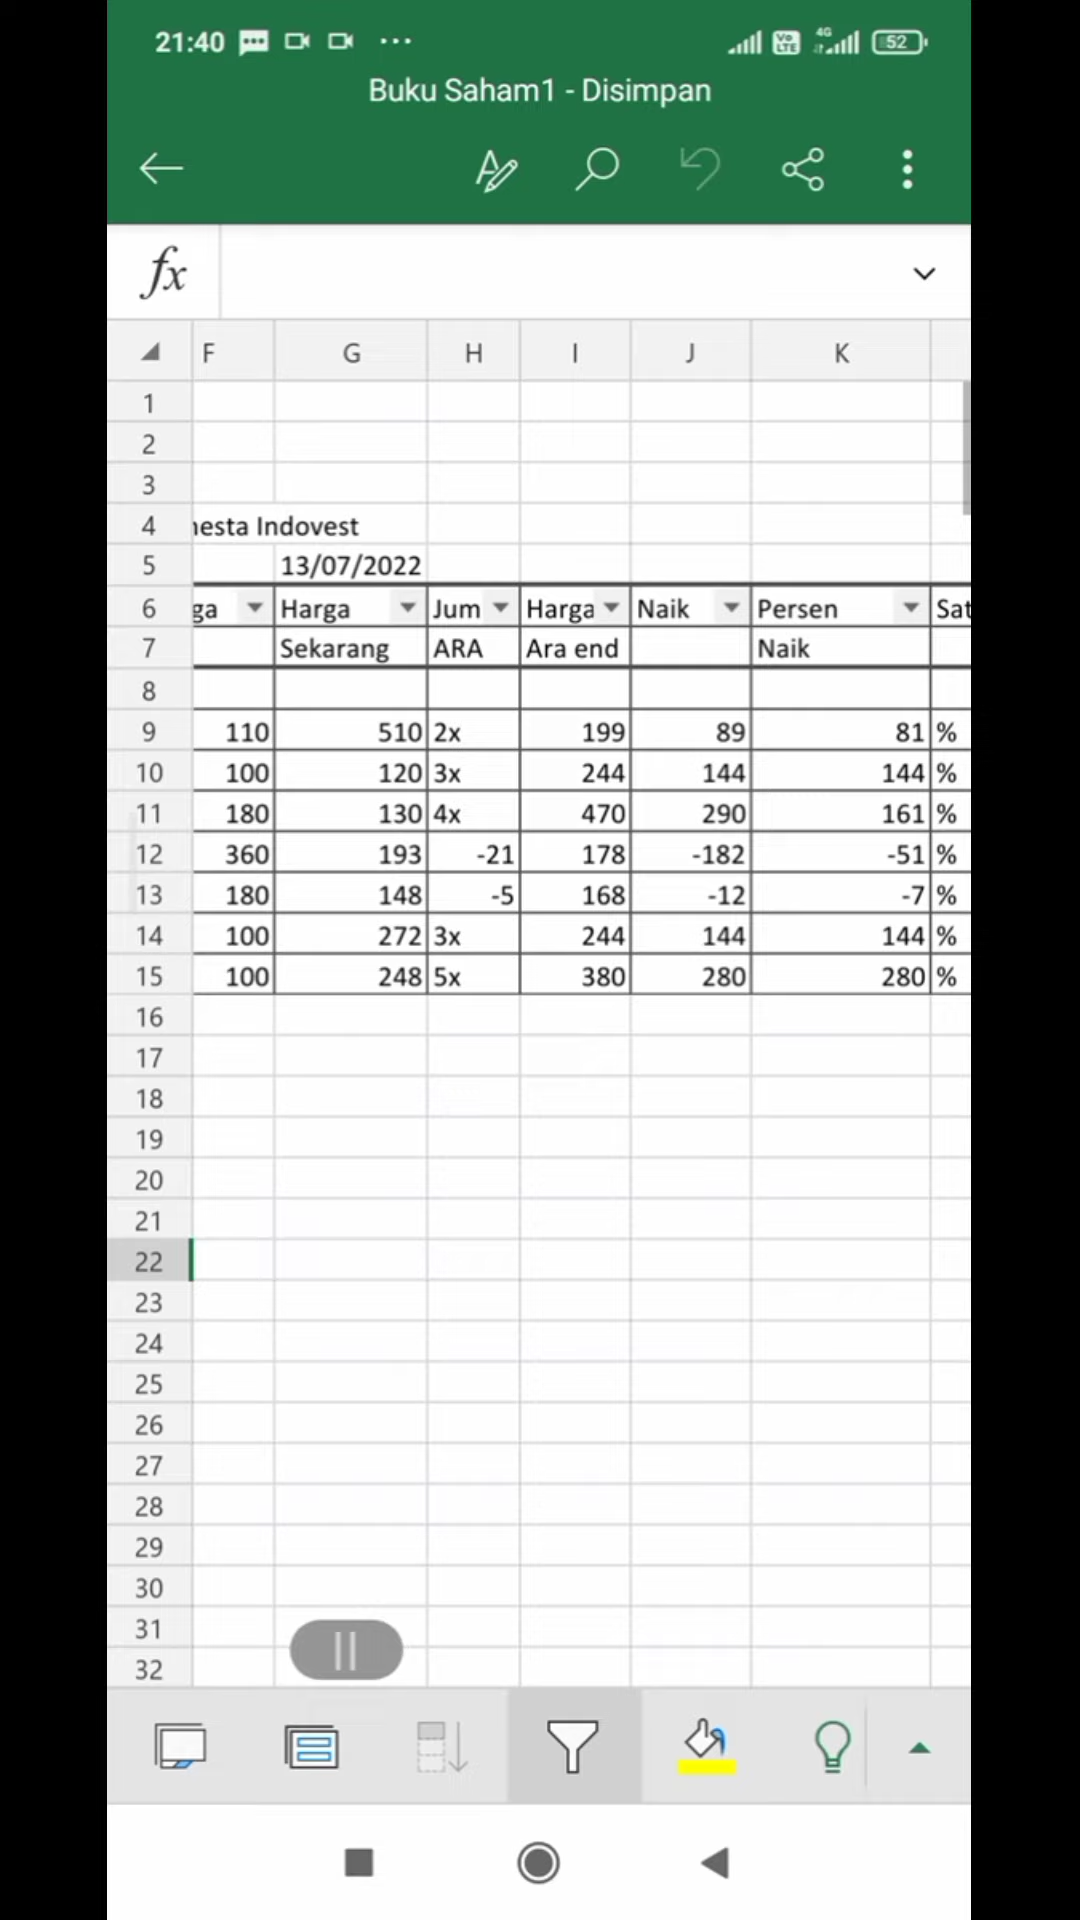 21:40 Vo LTE 4G 52
Buku Saham1 - Disimpan
fx
F G H I J K
1
2
3
4 nesta Indovest
5 13/07/2022
6 ga Harga Jum Harga Naik Persen Sat
7 Sekarang ARA Ara end Naik
8
9 110 510 2x 199 89 81 %
10 100 120 3x 244 144 144 %
11 180 130 4x 470 290 161 %
12 360 193 -21 178 -182 -51 %
13 180 148 -5 168 -12 -7 %
14 100 272 3x 244 144 144 %
15 100 248 5x 380 280 280 %
16
17
18
19
20
21
22
23
24
25
26
27
28
29
30
31
32